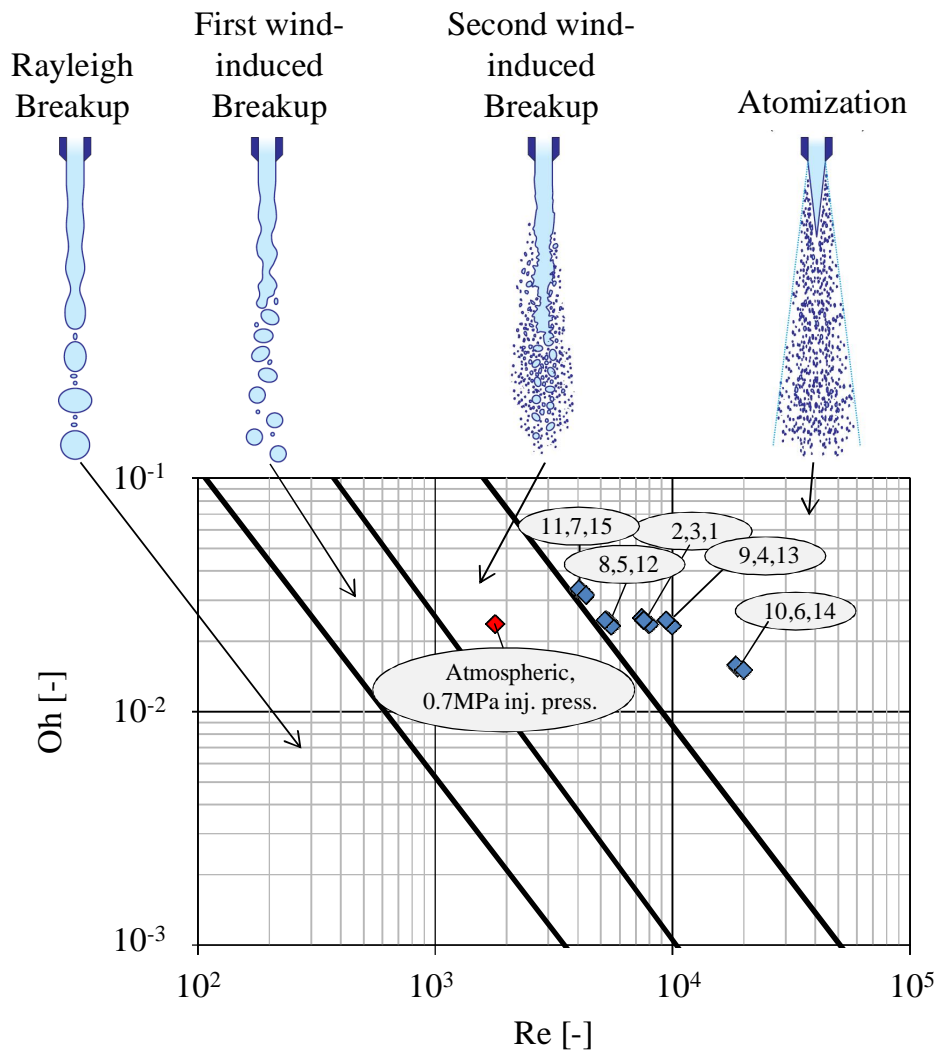 First wind-
induced
Breakup
Second wind-
induced
Breakup
Rayleigh
Breakup
Atomization
10⁻¹
11,7,15
2,3,1
8,5,12
9,4,13
10,6,14
Atmospheric,
0.7MPa inj. press.
Oh [-]
10⁻²
10⁻³
10²
10³
10⁴
10⁵
Re [-]